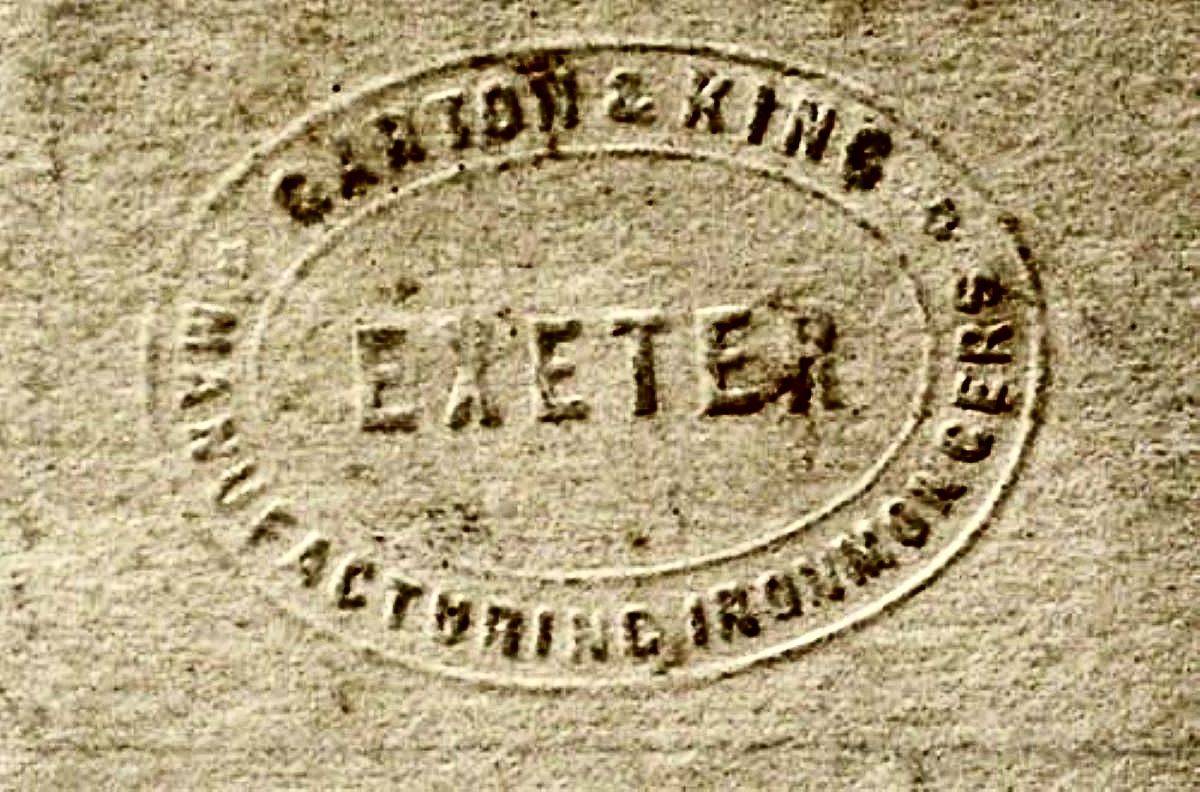 GARTON & KING
EXETER
MANUFACTURING IRONMONGERS